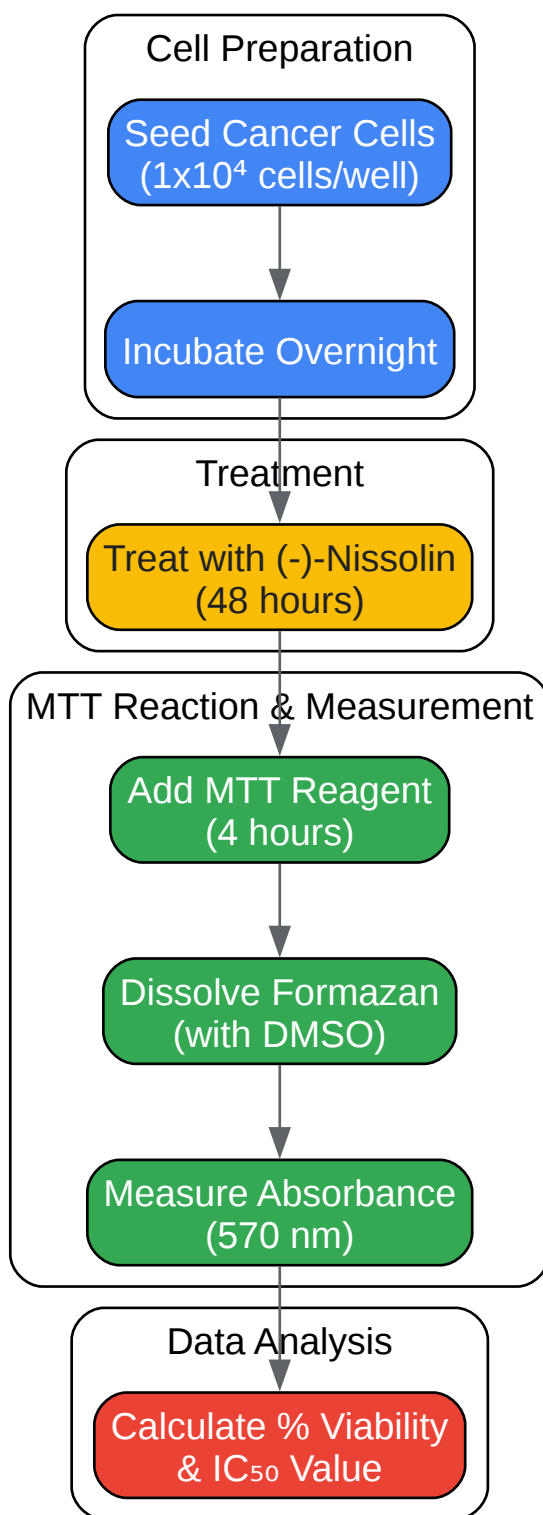 Cell Preparation
Seed Cancer Cells
(1x10⁴ cells/well)
Incubate Overnight
Treatment
Treat with (-)-Nissolin
(48 hours)
MTT Reaction & Measurement
Add MTT Reagent
(4 hours)
Dissolve Formazan
(with DMSO)
Measure Absorbance
(570 nm)
Data Analysis
Calculate % Viability
& IC₅₀ Value